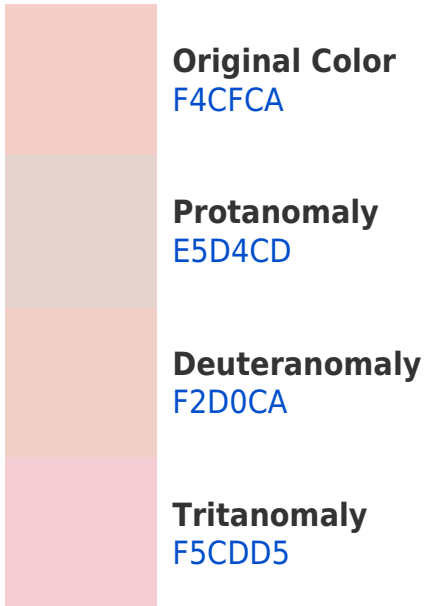 Original Color
F4CFCA
Protanomaly
E5D4CD
Deuteranomaly
F2D0CA
Tritanomaly
F5CDD5